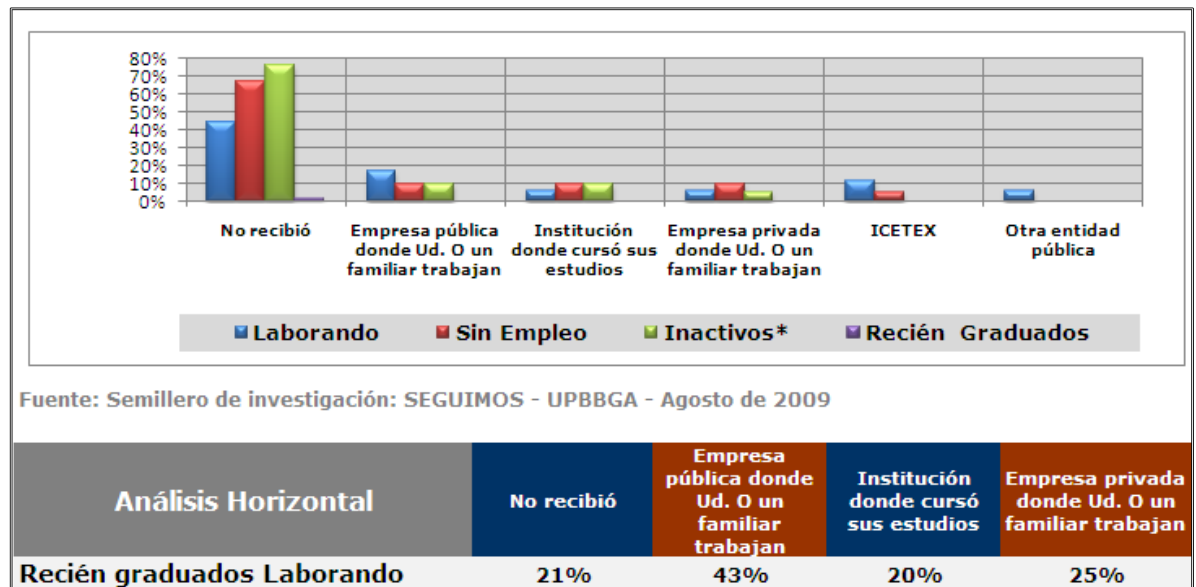 80%
70%
60%
50%
40%
30%
20%
10%
0%
No recibió
Empresa pública
donde Ud. O un
familiar trabajan
Institución
donde cursó sus
estudios
Empresa privada
donde Ud. O un
familiar trabajan
ICETEX
Otra entidad
pública
Laborando Sin Empleo Inactivos* Recién Graduados
Fuente: Semillero de investigación: SEGUIMOS - UPBBGA - Agosto de 2009
Análisis Horizontal
No recibió
Empresa
pública donde
Ud. O un
familiar
trabajan
Institución
donde cursó
sus estudios
Empresa privada
donde Ud. O un
familiar trabajan
Recién graduados Laborando 21% 43% 20% 25%